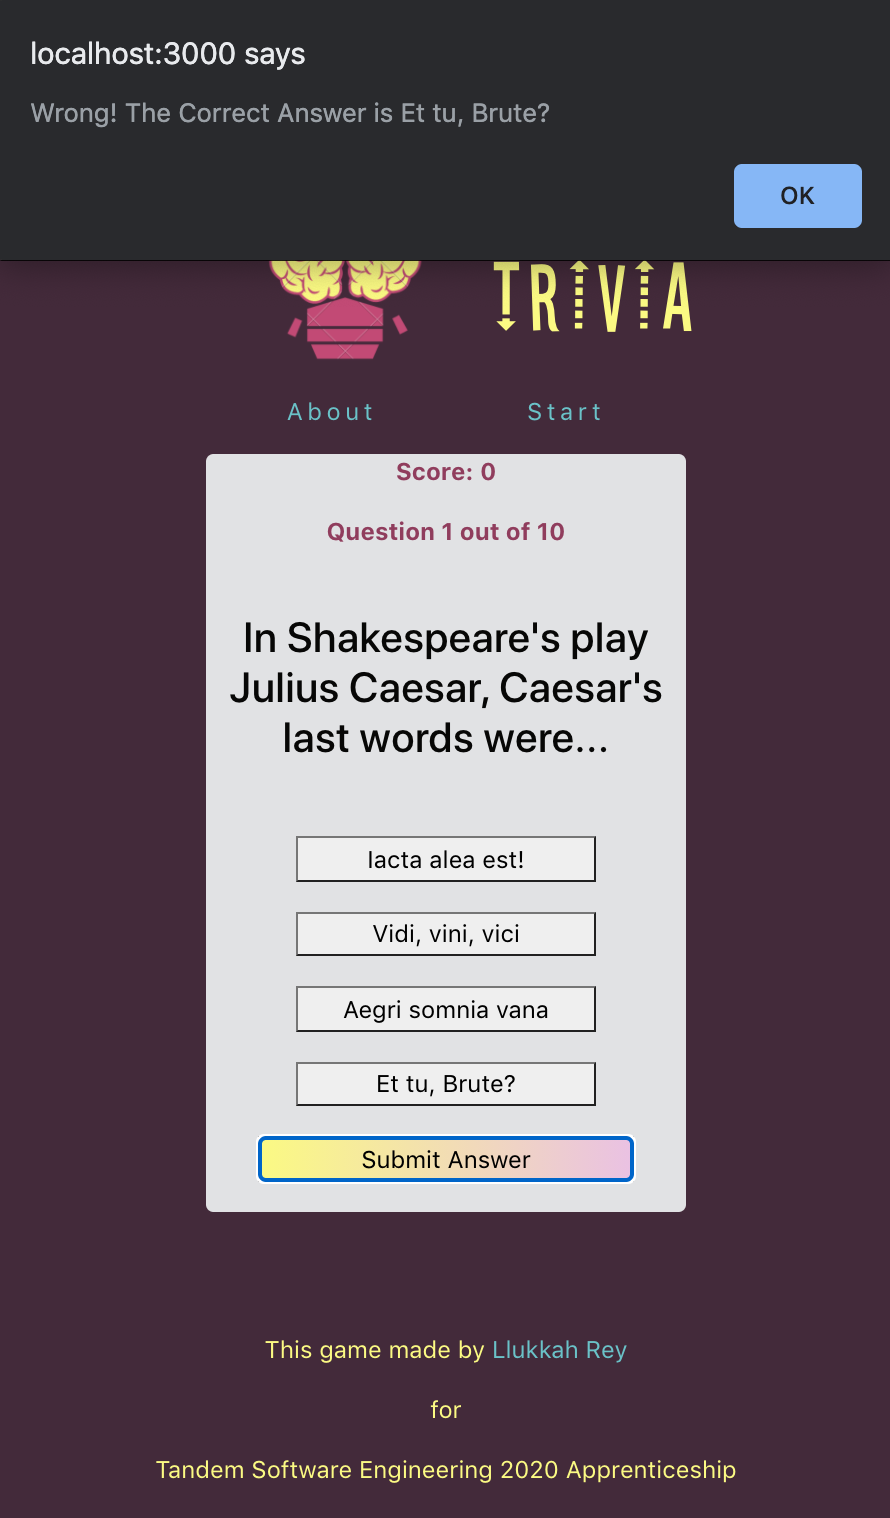 localhost:3000 says
Wrong! The Correct Answer is Et tu, Brute?
OK
TRIVIA
About
Start
Score: 0
Question 1 out of 10
In Shakespeare's play
Julius Caesar, Caesar's
last words were...
Iacta alea est!
Vidi, vini, vici
Aegri somnia vana
Et tu, Brute?
Submit Answer
This game made by Llukkah Rey
for
Tandem Software Engineering 2020 Apprenticeship